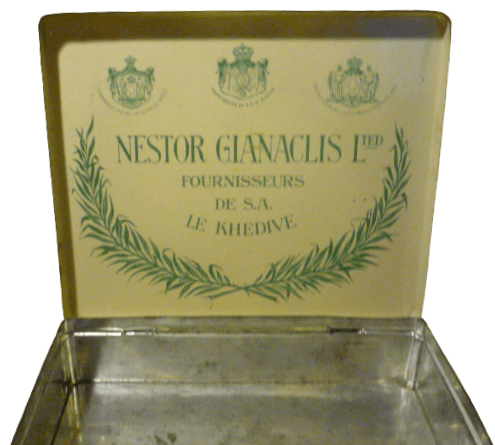 NESTOR GIANACLIS LTED
FOURNISSEURS
DE S.A.
LE KHEDIVE